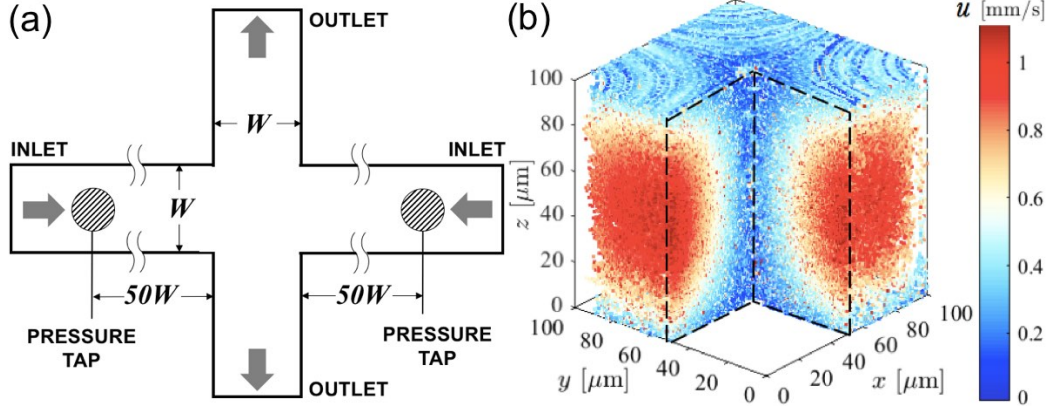 (a)
OUTLET
W
INLET
INLET
W
50W
50W
PRESSURE
TAP
PRESSURE
TAP
OUTLET
(b)
u [mm/s]
1
0.8
0.6
0.4
0.2
0
z [μm]
100
80
60
40
20
0
y [μm]
100
80
60
40
20
0
x [μm]
0
20
40
60
80
100